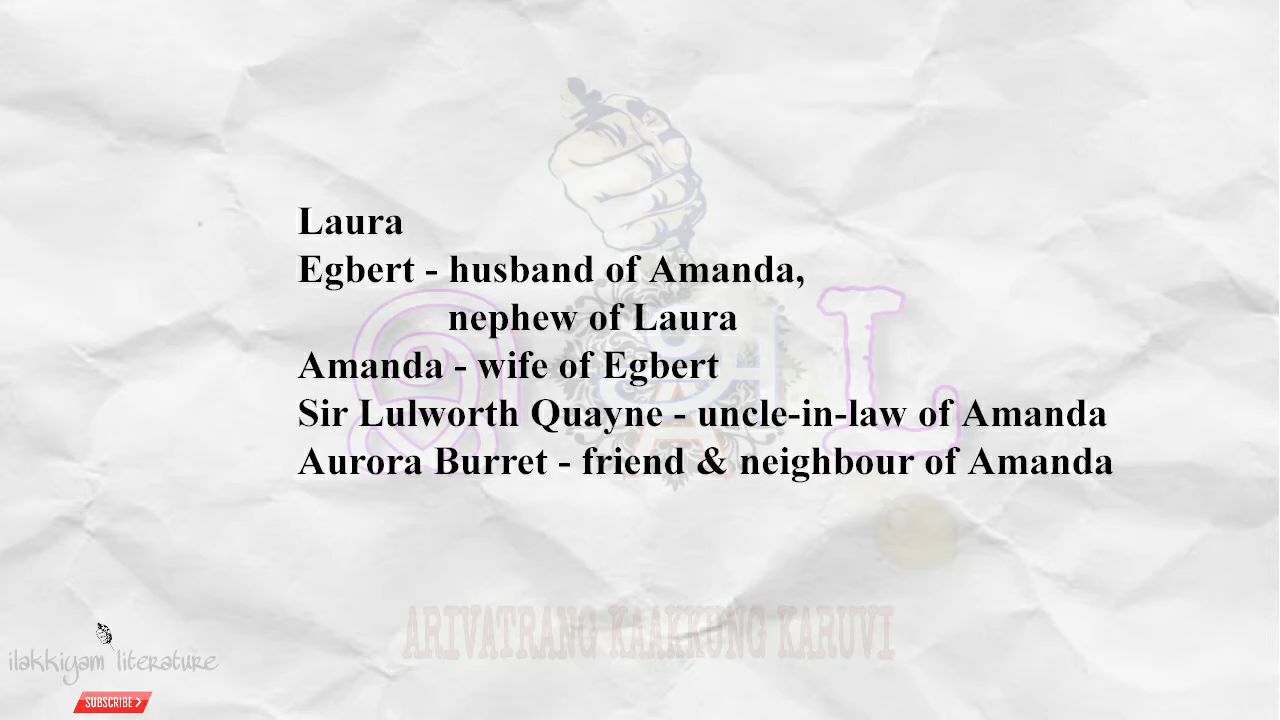 Laura
Egbert - husband of Amanda,
nephew of Laura
Amanda - wife of Egbert
Sir Lulworth Quayne - uncle-in-law of Amanda
Aurora Burret - friend & neighbour of Amanda
ARIVATRANG KAAKKUNG KARUVI
ilakkiyam literature
SUBSCRIBE >